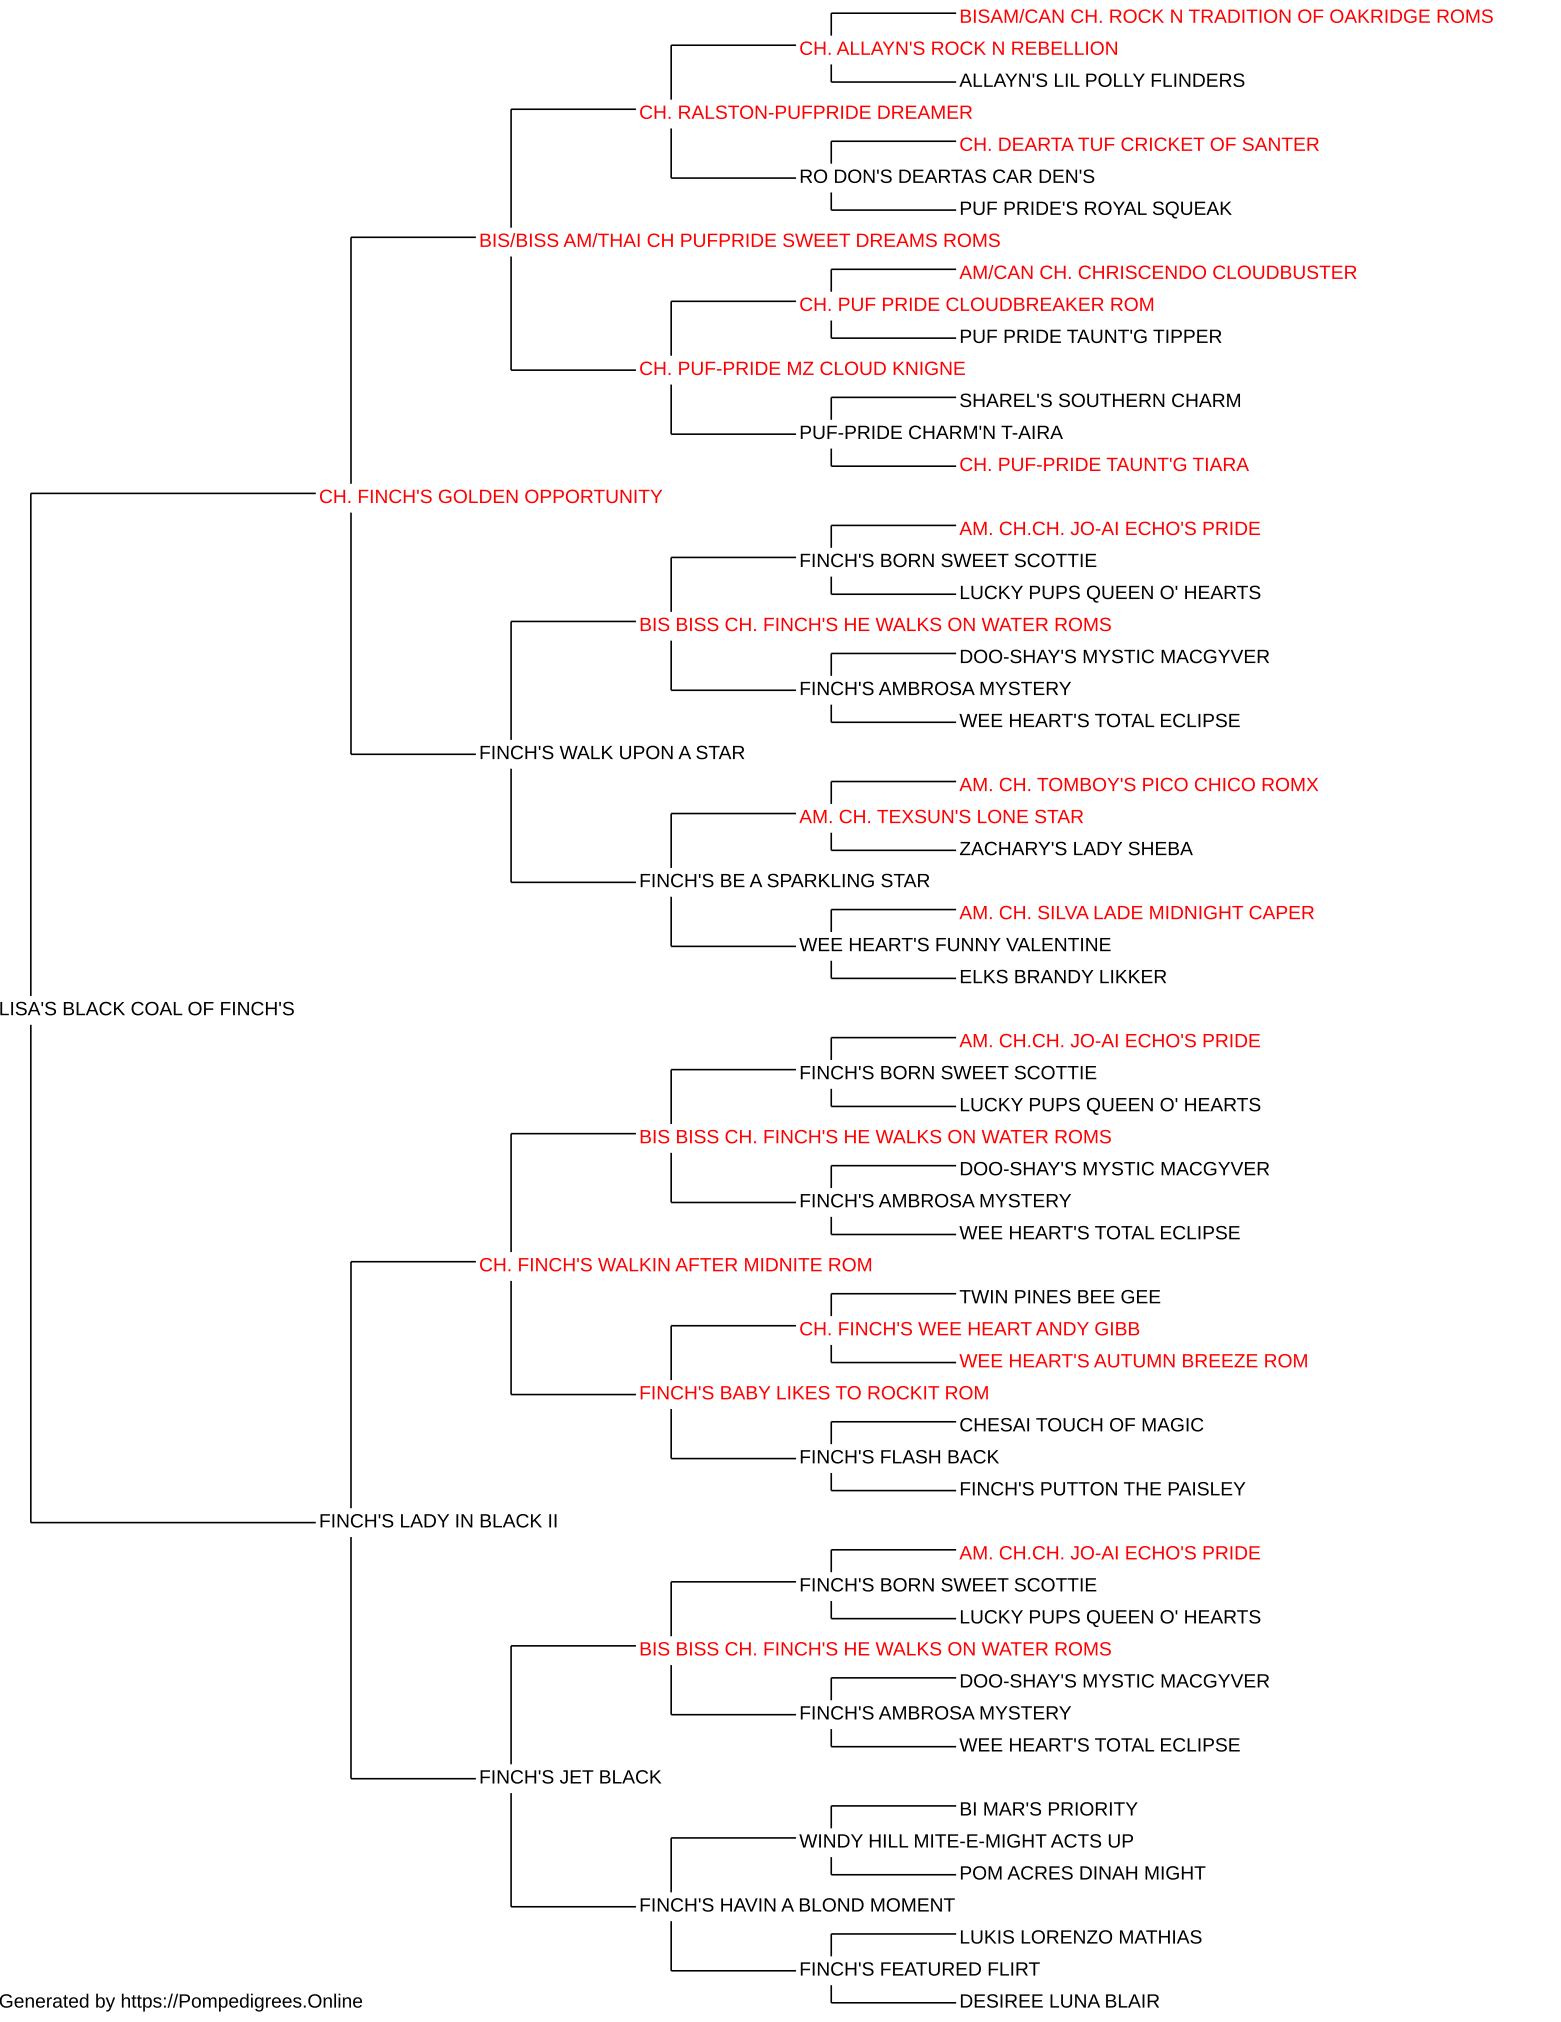 BISAM/CAN CH. ROCK N TRADITION OF OAKRIDGE ROMS
CH. ALLAYN'S ROCK N REBELLION
ALLAYN'S LIL POLLY FLINDERS
CH. RALSTON-PUFPRIDE DREAMER
CH. DEARTA TUF CRICKET OF SANTER
RO DON'S DEARTAS CAR DEN'S
PUF PRIDE'S ROYAL SQUEAK
BIS/BISS AM/THAI CH PUFPRIDE SWEET DREAMS ROMS
AM/CAN CH. CHRISCENDO CLOUDBUSTER
CH. PUF PRIDE CLOUDBREAKER ROM
PUF PRIDE TAUNT'G TIPPER
CH. PUF-PRIDE MZ CLOUD KNIGNE
SHAREL'S SOUTHERN CHARM
PUF-PRIDE CHARM'N T-AIRA
CH. PUF-PRIDE TAUNT'G TIARA
CH. FINCH'S GOLDEN OPPORTUNITY
AM. CH.CH. JO-AI ECHO'S PRIDE
FINCH'S BORN SWEET SCOTTIE
LUCKY PUPS QUEEN O' HEARTS
BIS BISS CH. FINCH'S HE WALKS ON WATER ROMS
DOO-SHAY'S MYSTIC MACGYVER
FINCH'S AMBROSA MYSTERY
WEE HEART'S TOTAL ECLIPSE
FINCH'S WALK UPON A STAR
AM. CH. TOMBOY'S PICO CHICO ROMX
AM. CH. TEXSUN'S LONE STAR
ZACHARY'S LADY SHEBA
FINCH'S BE A SPARKLING STAR
AM. CH. SILVA LADE MIDNIGHT CAPER
WEE HEART'S FUNNY VALENTINE
ELKS BRANDY LIKKER
LISA'S BLACK COAL OF FINCH'S
AM. CH.CH. JO-AI ECHO'S PRIDE
FINCH'S BORN SWEET SCOTTIE
LUCKY PUPS QUEEN O' HEARTS
BIS BISS CH. FINCH'S HE WALKS ON WATER ROMS
DOO-SHAY'S MYSTIC MACGYVER
FINCH'S AMBROSA MYSTERY
WEE HEART'S TOTAL ECLIPSE
CH. FINCH'S WALKIN AFTER MIDNITE ROM
TWIN PINES BEE GEE
CH. FINCH'S WEE HEART ANDY GIBB
WEE HEART'S AUTUMN BREEZE ROM
FINCH'S BABY LIKES TO ROCKIT ROM
CHESAI TOUCH OF MAGIC
FINCH'S FLASH BACK
FINCH'S PUTTON THE PAISLEY
FINCH'S LADY IN BLACK II
AM. CH.CH. JO-AI ECHO'S PRIDE
FINCH'S BORN SWEET SCOTTIE
LUCKY PUPS QUEEN O' HEARTS
BIS BISS CH. FINCH'S HE WALKS ON WATER ROMS
DOO-SHAY'S MYSTIC MACGYVER
FINCH'S AMBROSA MYSTERY
WEE HEART'S TOTAL ECLIPSE
FINCH'S JET BLACK
BI MAR'S PRIORITY
WINDY HILL MITE-E-MIGHT ACTS UP
POM ACRES DINAH MIGHT
FINCH'S HAVIN A BLOND MOMENT
LUKIS LORENZO MATHIAS
FINCH'S FEATURED FLIRT
DESIREE LUNA BLAIR
Generated by https://Pompedigrees.Online